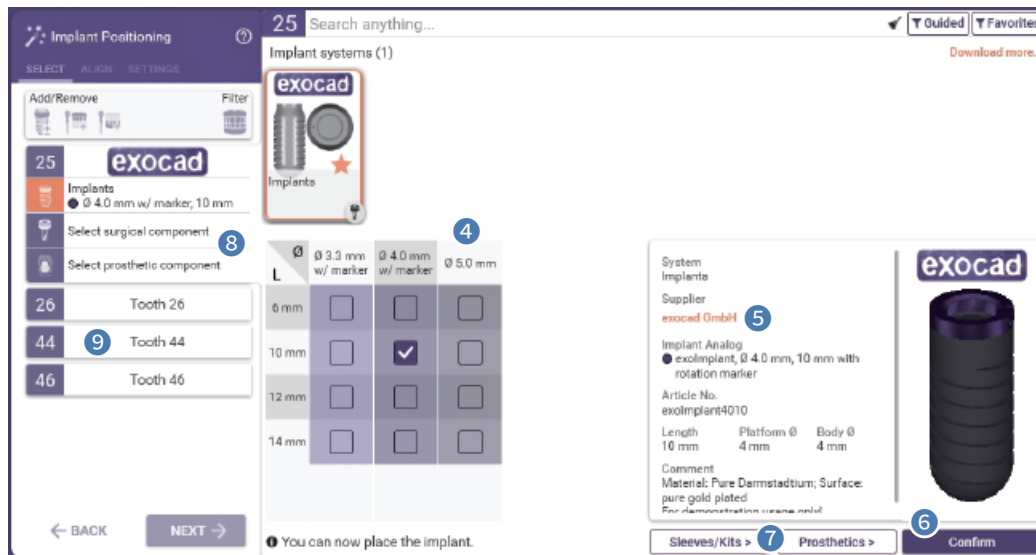 Implant Positioning
SELECT ALIGN SETTINGS
Add/Remove Filter
25 exocad
Implants
Ø 4.0 mm w/ marker, 10 mm
Select surgical component
8
Select prosthetic component
26 Tooth 26
44 9 Tooth 44
46 Tooth 46
← BACK NEXT →
25 Search anything...
Guided Favorites
Implant systems (1) Download more.
exocad
Implants
4
Ø L
Ø 3.3 mm w/ marker
Ø 4.0 mm w/ marker
Ø 5.0 mm
6 mm
10 mm
12 mm
14 mm
You can now place the implant.
System
Implants
Supplier
exocad GmbH 5
Implant Analog
exoImplant, Ø 4.0 mm, 10 mm with
rotation marker
Article No.
exoImplant4010
Length Platform Ø Body Ø
10 mm 4 mm 4 mm
Comment
Material: Pure Darmstadtium; Surface:
pure gold plated
For demonstration usage only!
exocad
6
Sleeves/Kits > 7 Prosthetics > Confirm